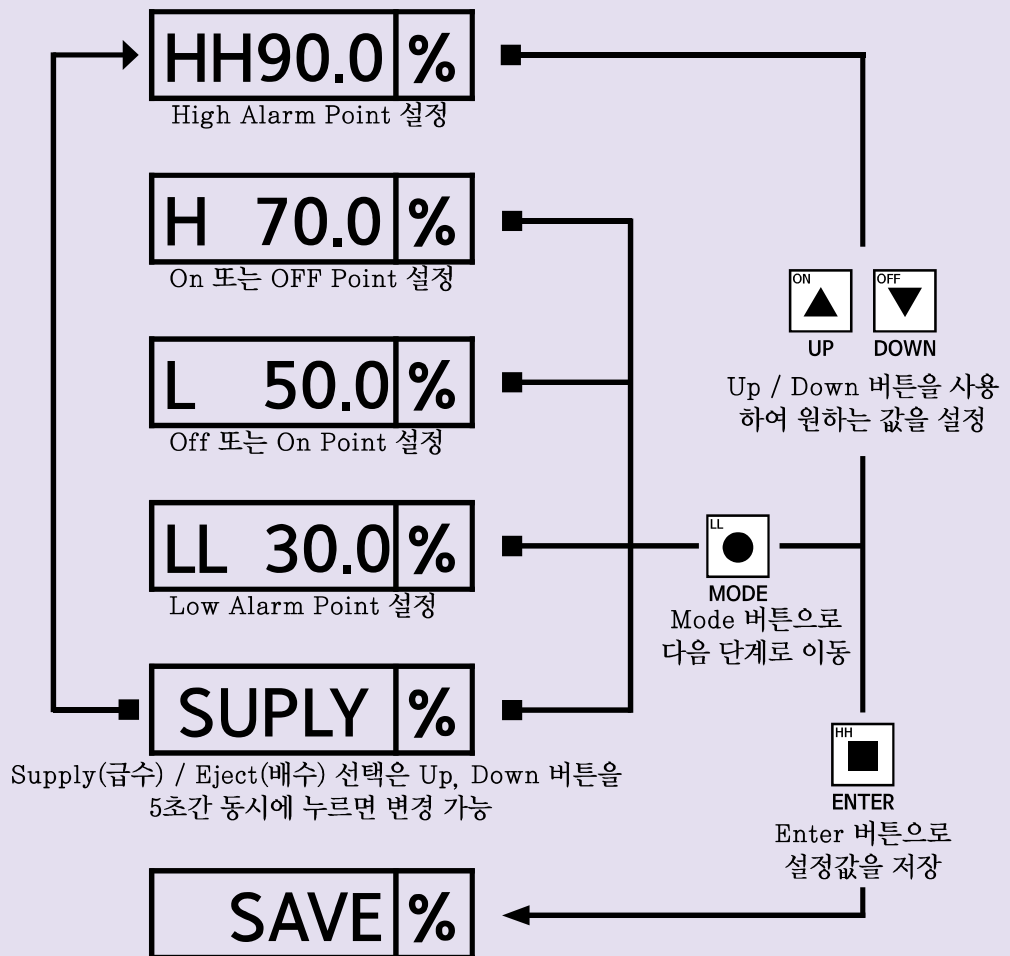 HH90.0 %
High Alarm Point 설정
H 70.0 %
On 또는 OFF Point 설정
ON
OFF
UP DOWN
Up / Down 버튼을 사용
하여 원하는 값을 설정
L 50.0 %
Off 또는 On Point 설정
LL 30.0 %
Low Alarm Point 설정
LL
MODE
Mode 버튼으로
다음 단계로 이동
SUPLY %
Supply(급수) / Eject(배수) 선택은 Up, Down 버튼을
5초간 동시에 누르면 변경 가능
HH
ENTER
Enter 버튼으로
설정값을 저장
SAVE %